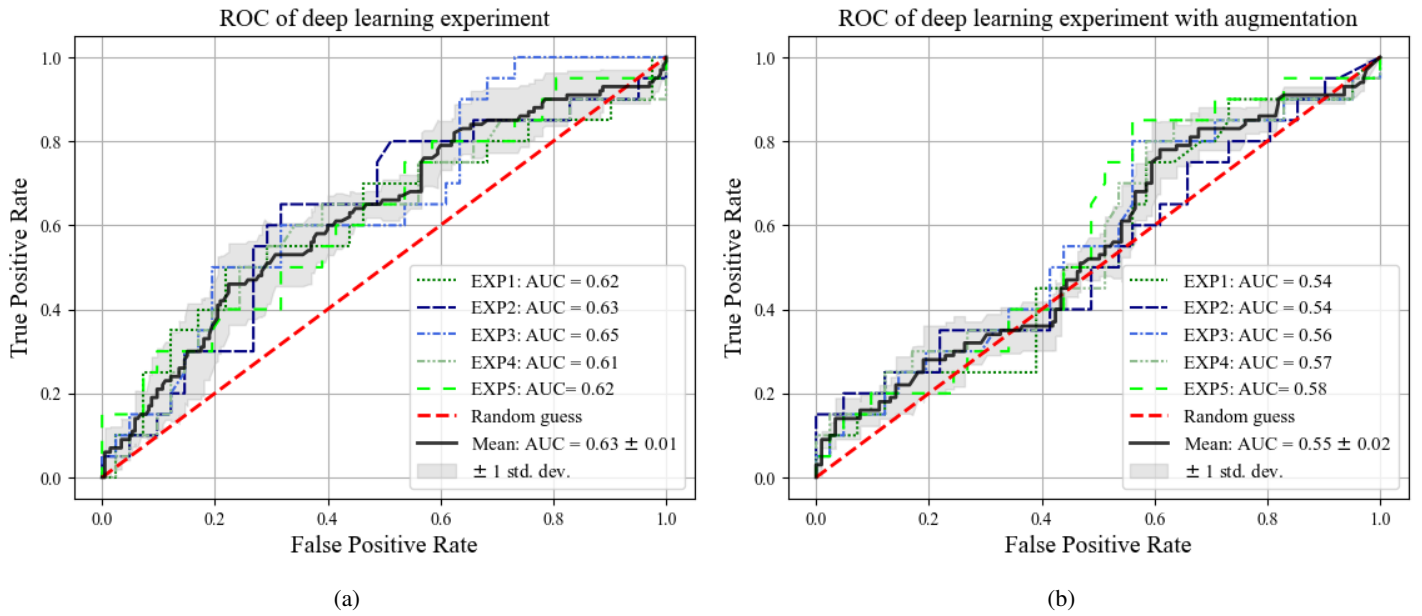 ROC of deep learning experiment
True Positive Rate
1.0
0.8
0.6
0.4
0.2
0.0
EXP1: AUC = 0.62
EXP2: AUC = 0.63
EXP3: AUC = 0.65
EXP4: AUC = 0.61
EXP5: AUC= 0.62
Random guess
Mean: AUC = 0.63 ± 0.01
± 1 std. dev.
0.0 0.2 0.4 0.6 0.8 1.0
False Positive Rate
(a)
ROC of deep learning experiment with augmentation
True Positive Rate
1.0
0.8
0.6
0.4
0.2
0.0
EXP1: AUC = 0.54
EXP2: AUC = 0.54
EXP3: AUC = 0.56
EXP4: AUC = 0.57
EXP5: AUC = 0.58
Random guess
Mean: AUC = 0.55 ± 0.02
± 1 std. dev.
0.0 0.2 0.4 0.6 0.8 1.0
False Positive Rate
(b)